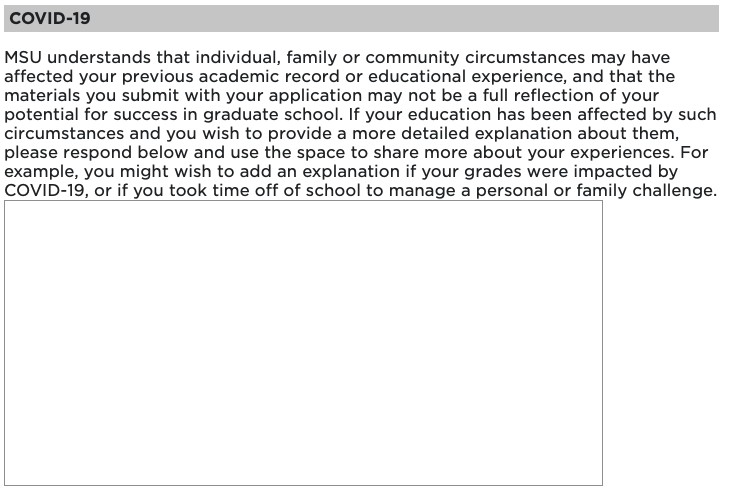 COVID-19
MSU understands that individual, family or community circumstances may have
affected your previous academic record or educational experience, and that the
materials you submit with your application may not be a full reflection of your
potential for success in graduate school. If your education has been affected by such
circumstances and you wish to provide a more detailed explanation about them,
please respond below and use the space to share more about your experiences. For
example, you might wish to add an explanation if your grades were impacted by
COVID-19, or if you took time off of school to manage a personal or family challenge.